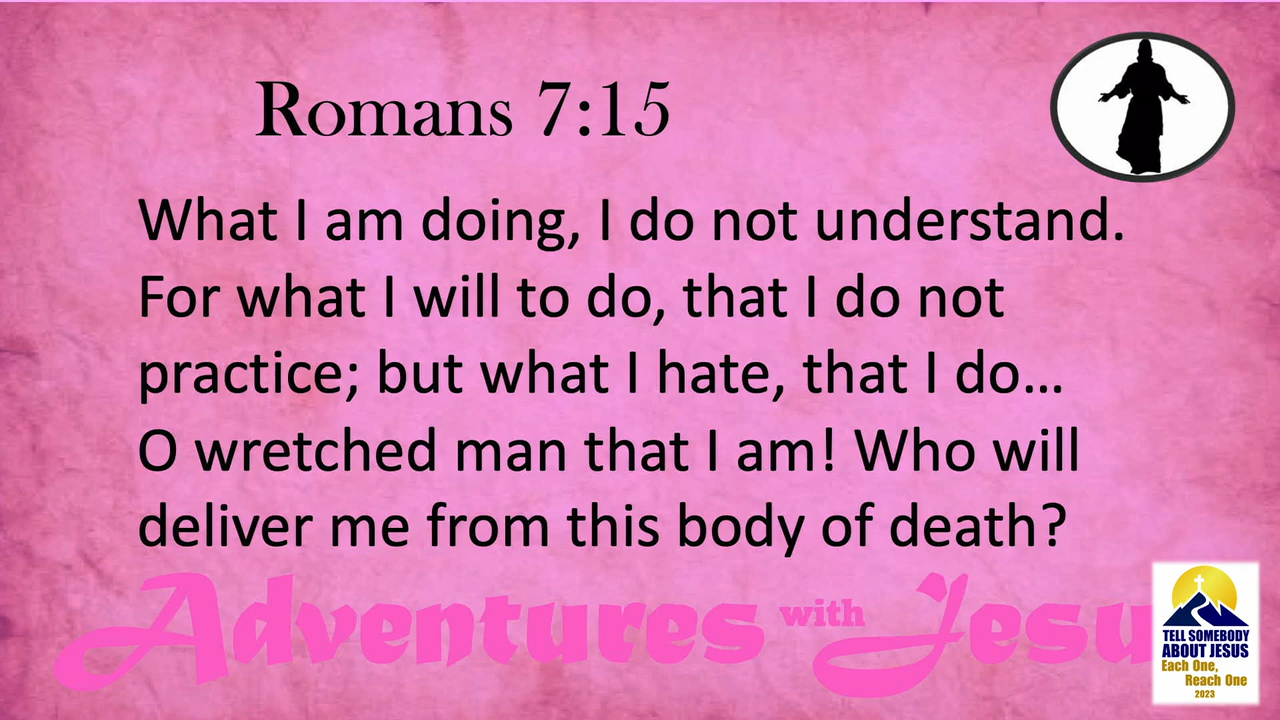 Romans 7:15
What I am doing, I do not understand.
For what I will to do, that I do not
practice; but what I hate, that I do…
O wretched man that I am! Who will
deliver me from this body of death?
Adventures with Jesu
TELL SOMEBODY
ABOUT JESUS
Each One,
Reach One
2023